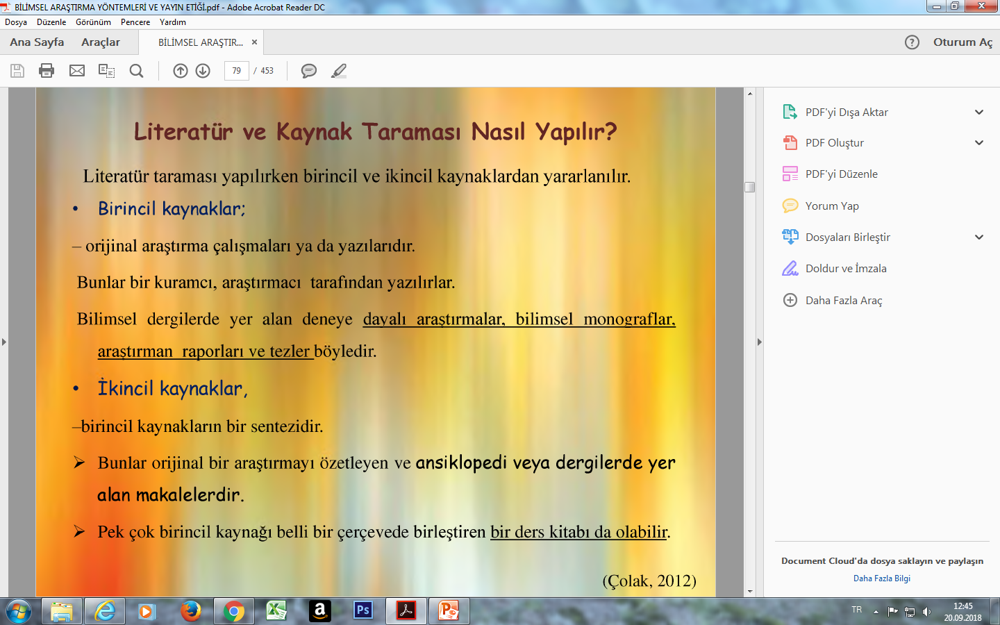 BİLİMSEL ARAŞTIRMA YÖNTEMLERİ VE YAYIN ETİĞİ.pdf - Adobe Acrobat Reader DC
Dosya Düzenle Görünüm Pencere Yardım
Ana Sayfa Araçlar BİLİMSEL ARAŞTIR... Oturum Aç
79 / 453
Literatür ve Kaynak Taraması Nasıl Yapılır?
Literatür taraması yapılırken birincil ve ikincil kaynaklardan yararlanılır.
• Birincil kaynaklar;
– orijinal araştırma çalışmaları ya da yazılarıdır.
Bunlar bir kuramcı, araştırmacı tarafından yazılırlar.
Bilimsel dergilerde yer alan deneye dayalı araştırmalar, bilimsel monograflar,
araştırman raporları ve tezler böyledir.
• İkincil kaynaklar,
–birincil kaynakların bir sentezidir.
➢ Bunlar orijinal bir araştırmayı özetleyen ve ansiklopedi veya dergilerde yer
alan makalelerdir.
➢ Pek çok birincil kaynağı belli bir çerçevede birleştiren bir ders kitabı da olabilir.
(Çolak, 2012)
PDF'yi Dışa Aktar
PDF Oluştur
PDF'yi Düzenle
Yorum Yap
Dosyaları Birleştir
Doldur ve İmzala
Daha Fazla Araç
Document Cloud'da dosya saklayın ve paylaşın
Daha Fazla Bilgi
TR 12:45
20.09.2018